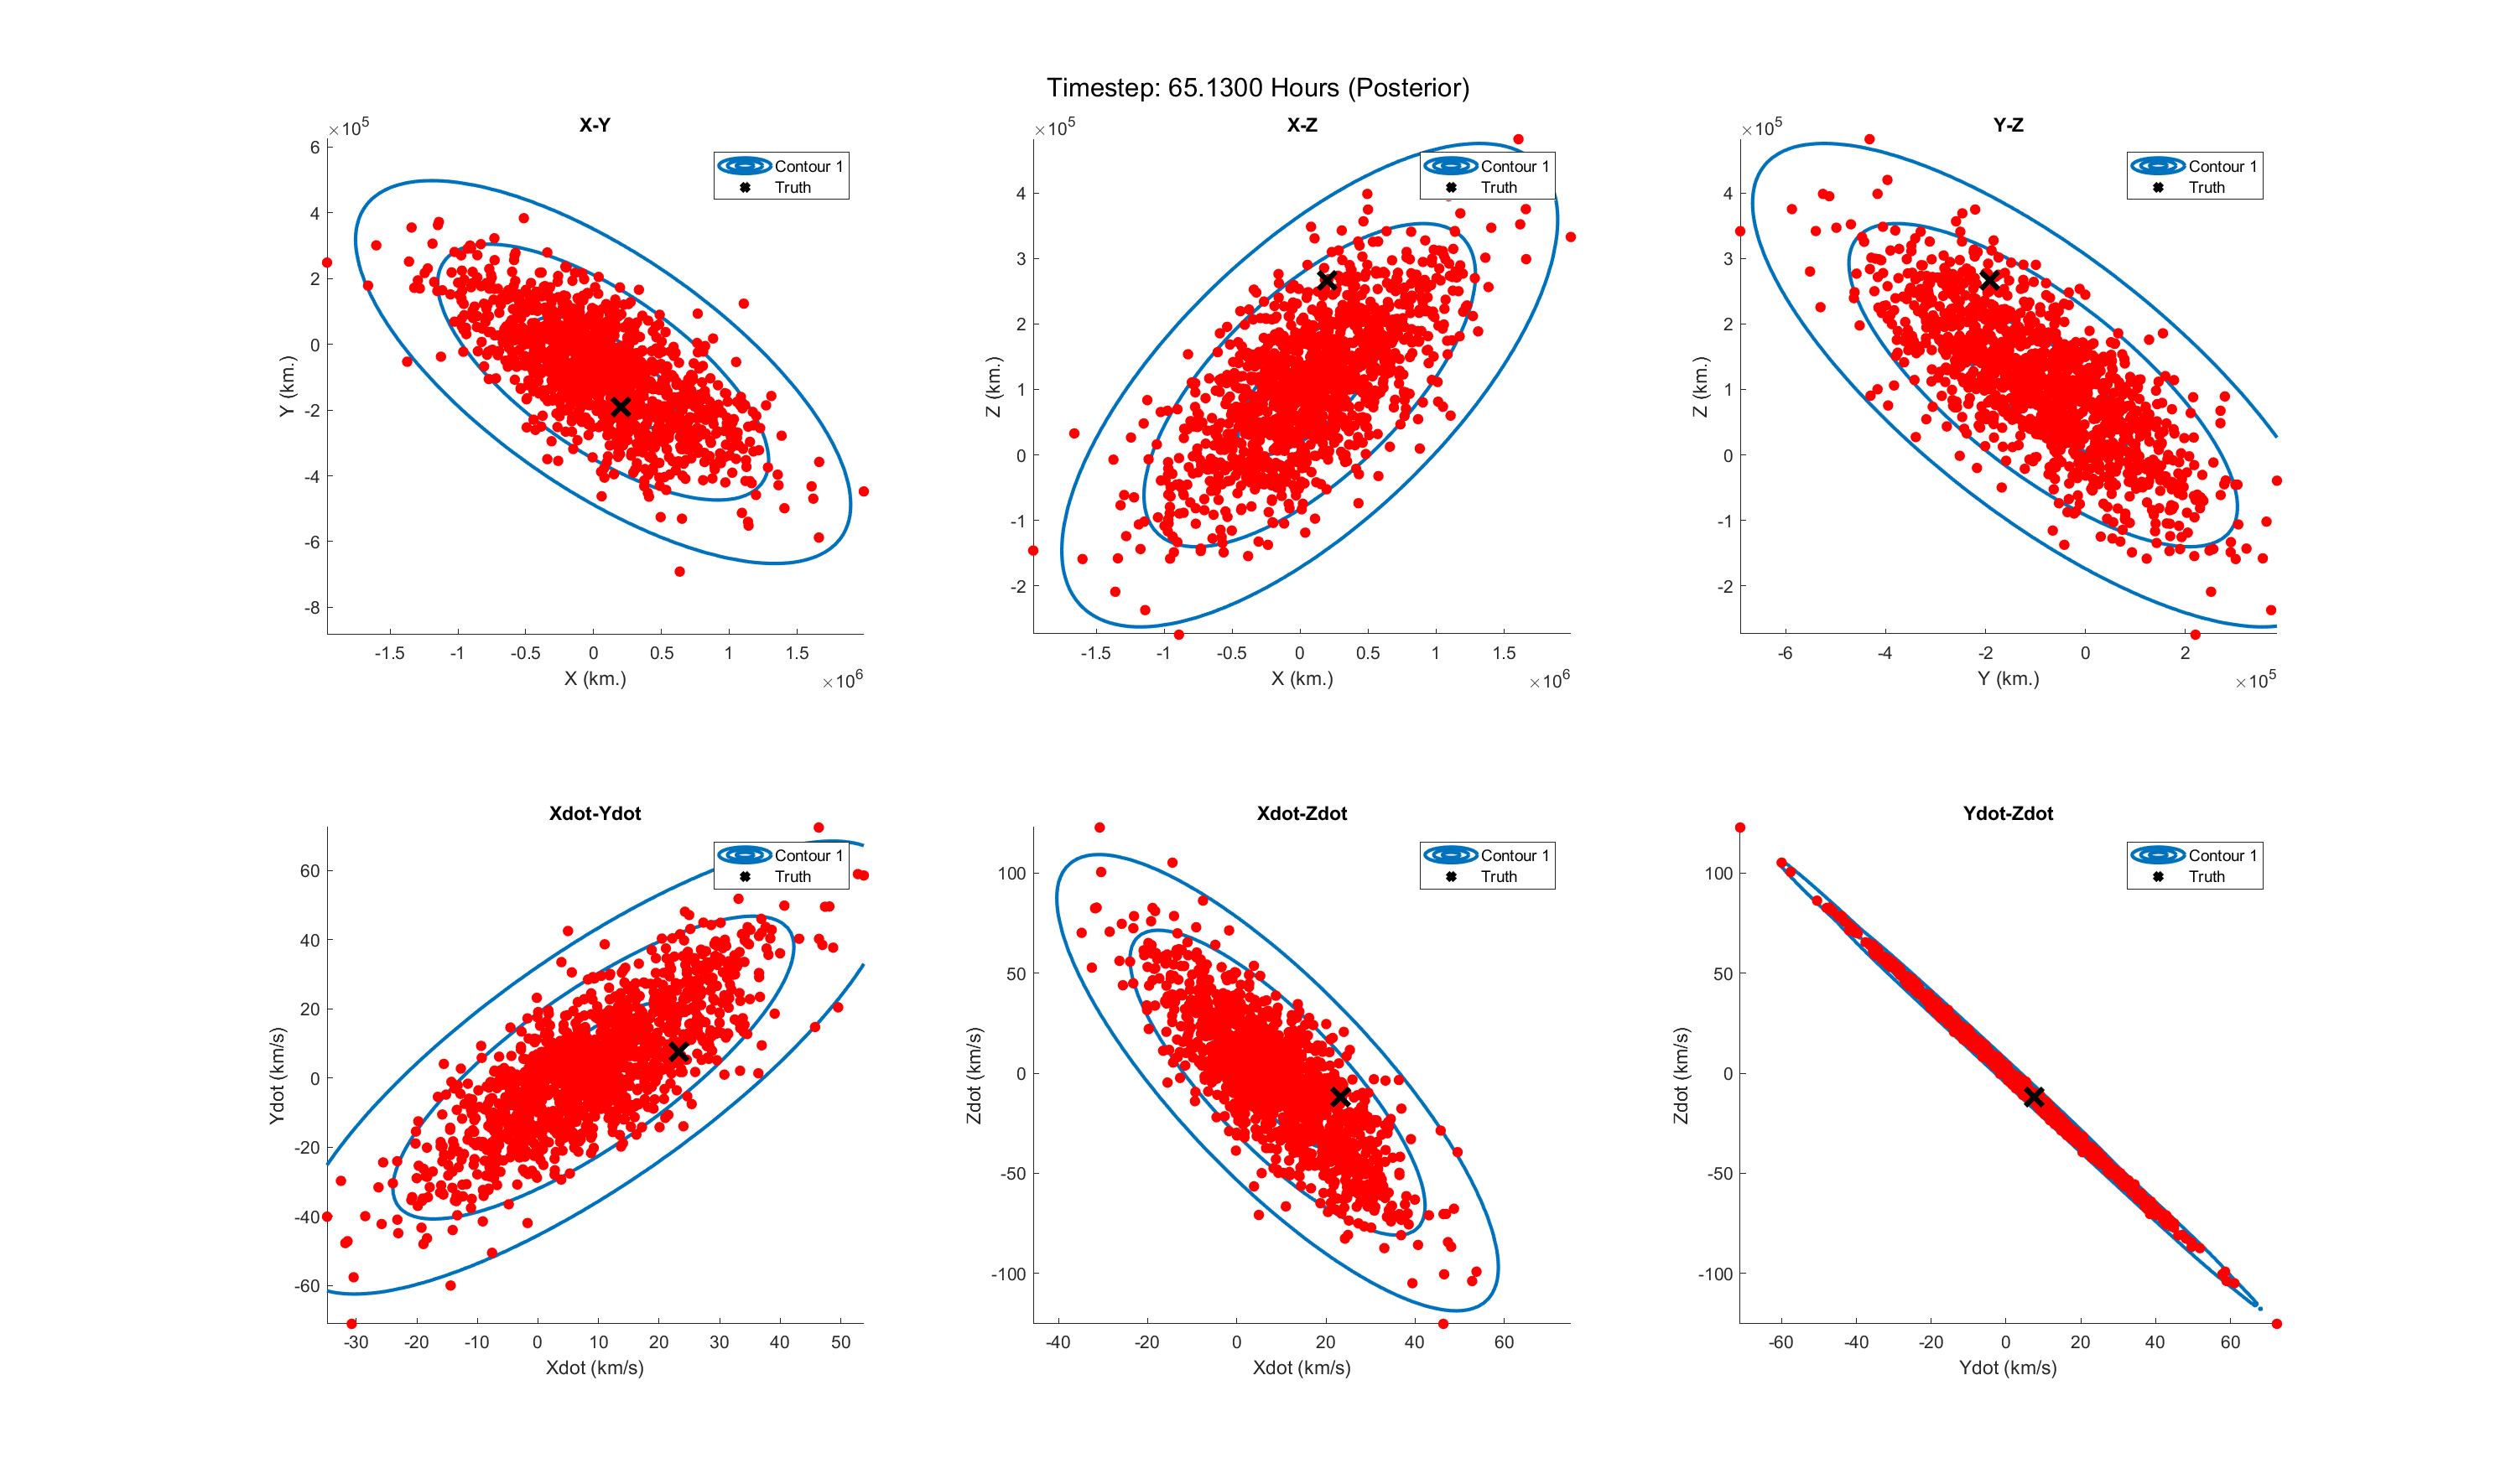 Timestep: 65.1300 Hours (Posterior)
X-Y
×10^5
6
4
2
0
-2
-4
-6
-8
Y (km.)
-1.5 -1 -0.5 0 0.5 1 1.5
X (km.)
×10^6
Contour 1
Truth
X-Z
×10^5
4
3
2
1
0
-1
-2
Z (km.)
-1.5 -1 -0.5 0 0.5 1 1.5
X (km.)
×10^6
Contour 1
Truth
Y-Z
×10^5
4
3
2
1
0
-1
-2
Z (km.)
-6 -4 -2 0 2
Y (km.)
×10^5
Contour 1
Truth
Xdot-Ydot
60
40
20
0
-20
-40
-60
Ydot (km/s)
-30 -20 -10 0 10 20 30 40 50
Xdot (km/s)
Contour 1
Truth
Xdot-Zdot
100
50
0
-50
-100
Zdot (km/s)
-40 -20 0 20 40 60
Xdot (km/s)
Contour 1
Truth
Ydot-Zdot
100
50
0
-50
-100
Zdot (km/s)
-60 -40 -20 0 20 40 60
Ydot (km/s)
Contour 1
Truth